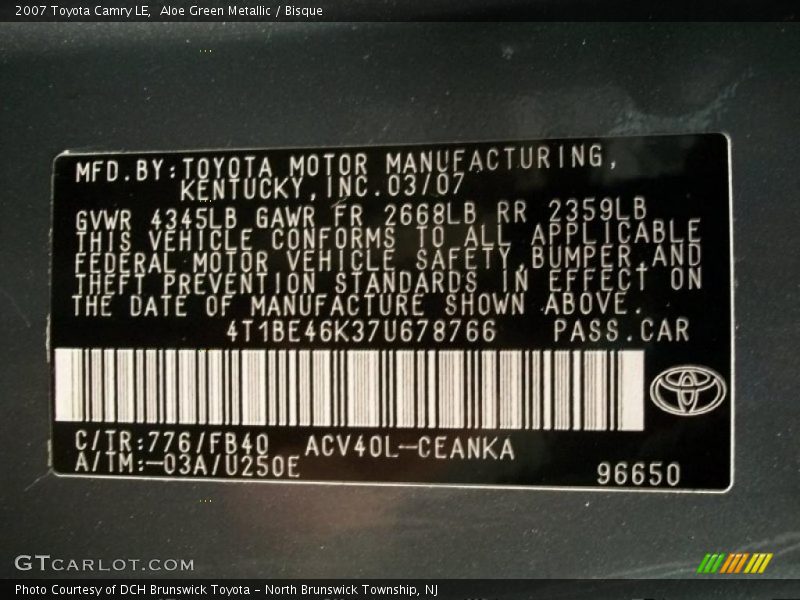 2007 Toyota Camry LE,  Aloe Green Metallic / Bisque
MFD.BY:TOYOTA MOTOR MANUFACTURING,
KENTUCKY,INC.03/07
GVWR 4345LB GAWR FR 2668LB RR 2359LB
THIS VEHICLE CONFORMS TO ALL APPLICABLE
FEDERAL MOTOR VEHICLE SAFETY,BUMPER,AND
THEFT PREVENTION STANDARDS IN EFFECT ON
THE DATE OF MANUFACTURE SHOWN ABOVE.
4T1BE46K37U678766 PASS.CAR
C/TR:776/FB40 ACV40L-CEANKA
A/TM:-03A/U250E
96650
GTCARLOT.COM
Photo Courtesy of DCH Brunswick Toyota - North Brunswick Township, NJ